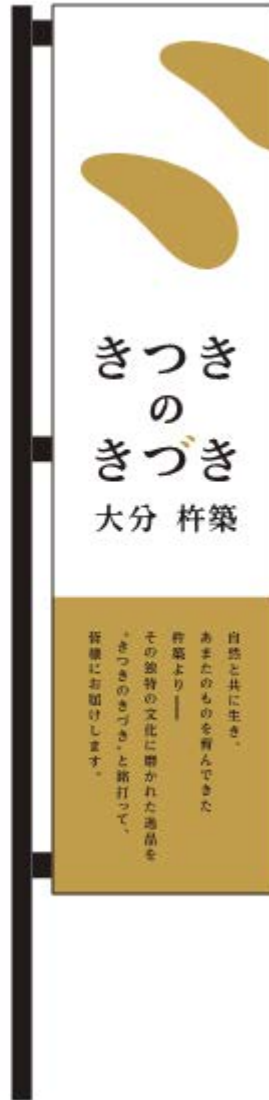 きつき
の
きづき
大分 杵築
自然と共に生き、
あまたのものを育んできた
杵築より――
その独特の文化に磨かれた逸品を
“きつきのきづき”と銘打って、
皆様にお届けします。